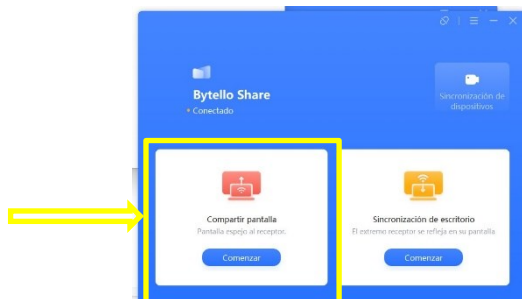 Bytello Share
Conectado
Sincronización de
dispositivos
Compartir pantalla
Pantalla espejo al receptor.
Comenzar
Sincronización de escritorio
El extremo receptor se refleja en su pantalla
Comenzar